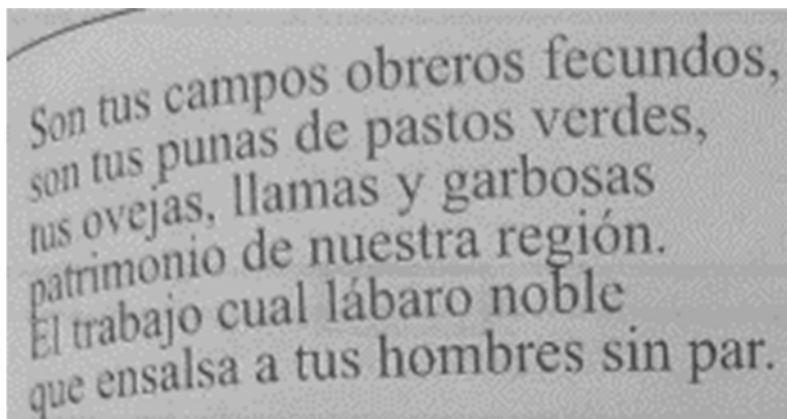 Son tus campos obreros fecundos,
son tus punas de pastos verdes,
tus ovejas, llamas y garbosas
patrimonio de nuestra región.
El trabajo cual lábaro noble
que ensalsa a tus hombres sin par.